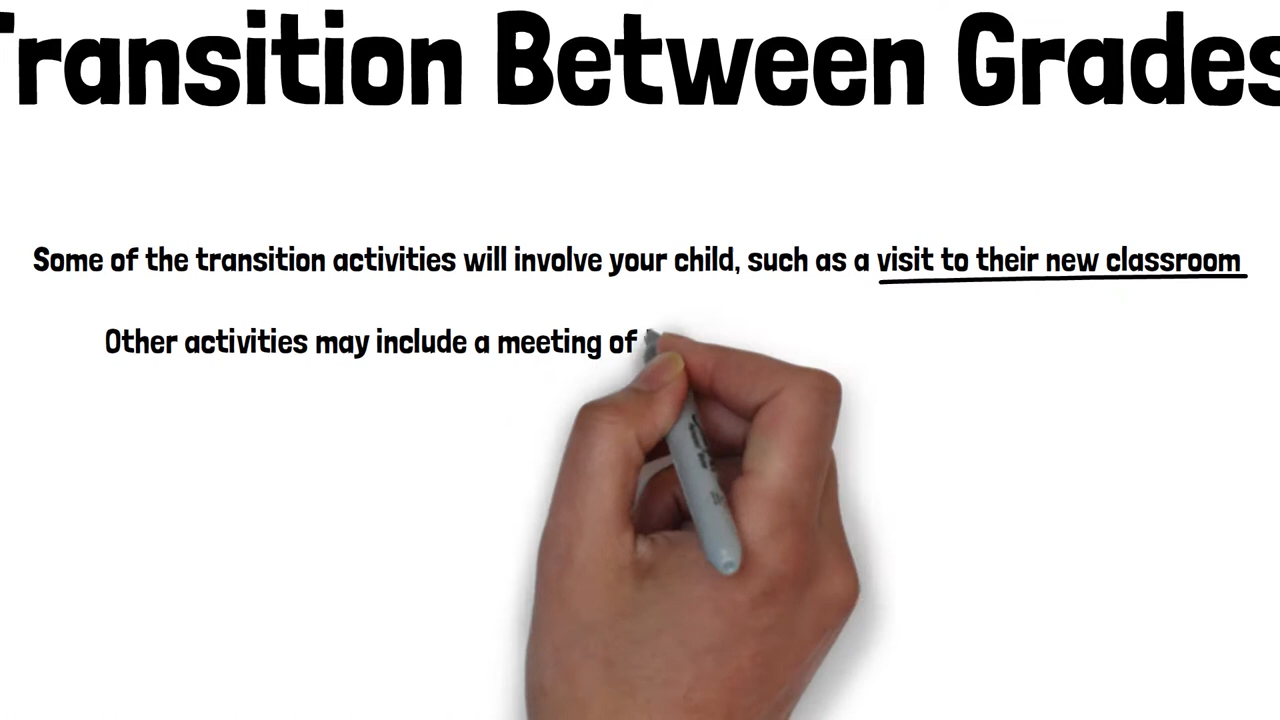 Transition Between Grades
Some of the transition activities will involve your child, such as a visit to their new classroom
Other activities may include a meeting of